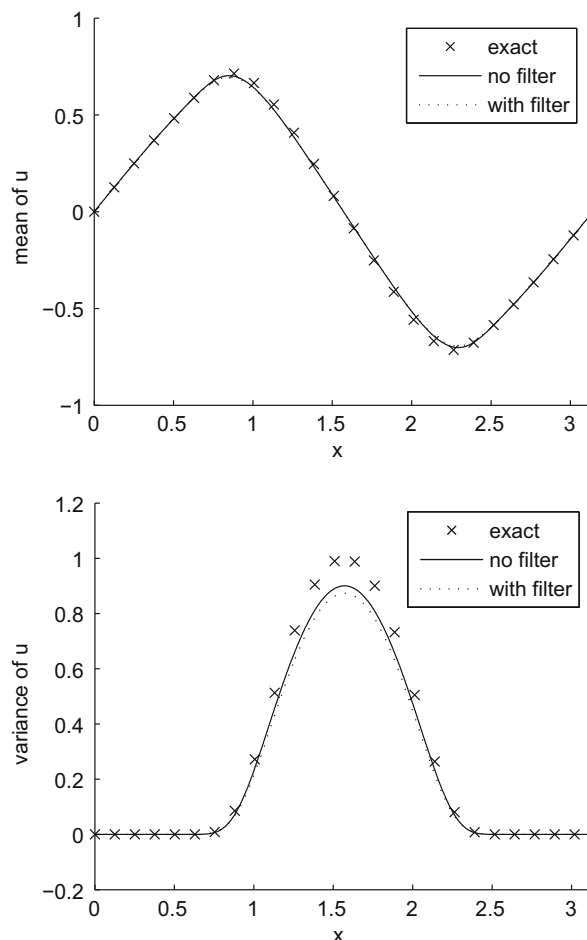 1
0.5
0
−0.5
−1
mean of u
exact
no filter
with filter
0 0.5 1 1.5 2 2.5 3
x
1.2
1
0.8
0.6
0.4
0.2
0
−0.2
variance of u
exact
no filter
with filter
0 0.5 1 1.5 2 2.5 3
x